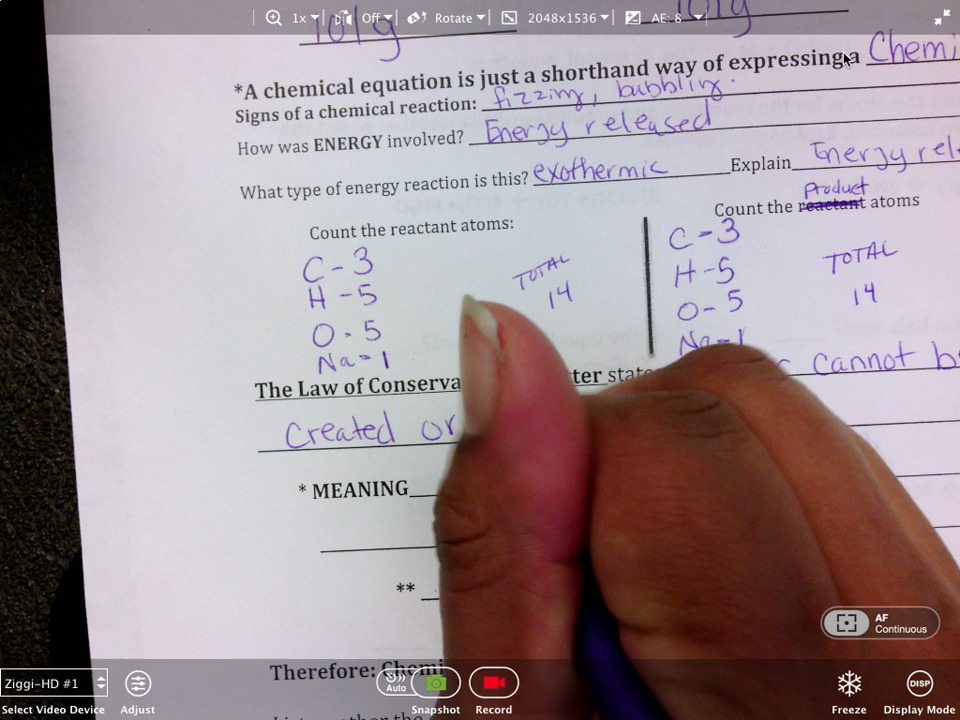 1x Off Rotate 2048x1536 AE: 8
101g
*A chemical equation is just a shorthand way of expressing a Chemi
Signs of a chemical reaction: fizzing, bubbling.
How was ENERGY involved? Energy released
What type of energy reaction is this? exothermic Explain Energy rel
Product
Count the reactant atoms: Count the reactant atoms
C - 3 C - 3
H - 5 TOTAL H - 5 TOTAL
O - 5 14 O - 5 14
Na = 1 Na = 1
The Law of Conserva ter state cannot b
Created or
* MEANING
**
AF
Continuous
Therefore: Chemi
Ziggi-HD #1 Auto
Select Video Device Adjust Snapshot Record Freeze DISP Display Mode